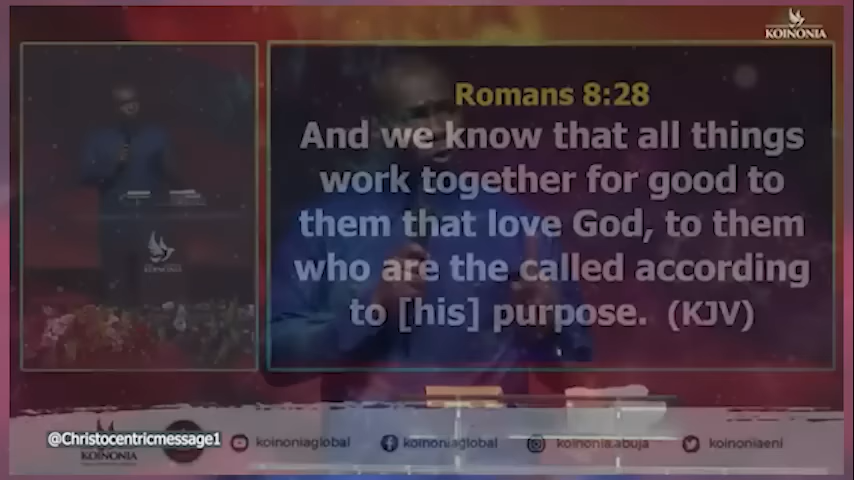 KOINONIA
Romans 8:28
And we know that all things
work together for good to
them that love God, to them
who are the called according
to [his] purpose. (KJV)
KOINONIA
@Christocentricmessage1
KOINONIA
koinoniaglobal
koinoniaglobal
koinonia.abuja
koinoniaeni